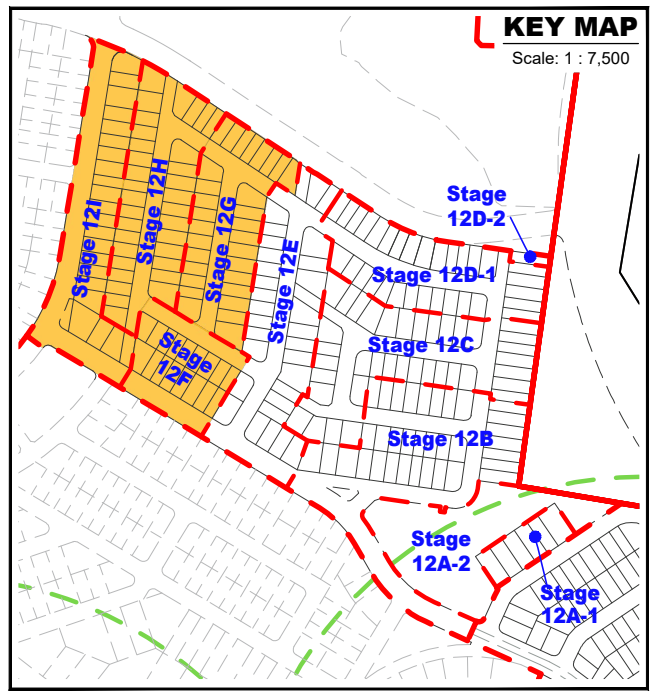 KEY MAP
Scale: 1 : 7,500
Stage
12D-2
Stage 12I
Stage 12H
Stage 12G
Stage 12E
Stage 12D-1
Stage 12C
Stage
12F
Stage 12B
Stage
12A-2
Stage
12A-1